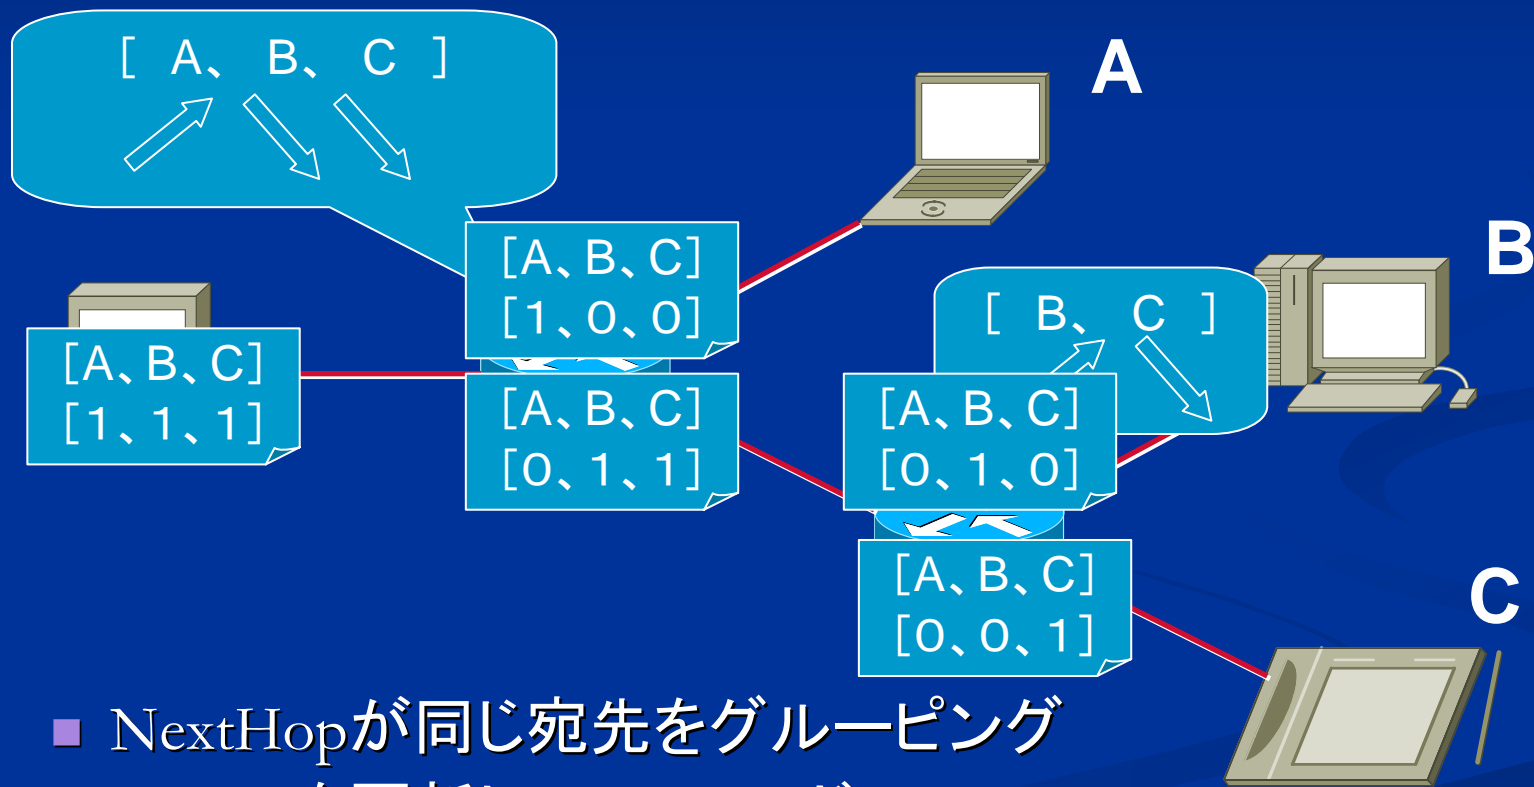 [ A、 B、 C ]
A
[A、B、C]
[1、0、0]
B
[ B、 C ]
[A、B、C]
[1、1、1]
[A、B、C]
[0、1、1]
[A、B、C]
[0、1、0]
[A、B、C]
[0、0、1]
C
■ NextHopが同じ宛先をグルーピング